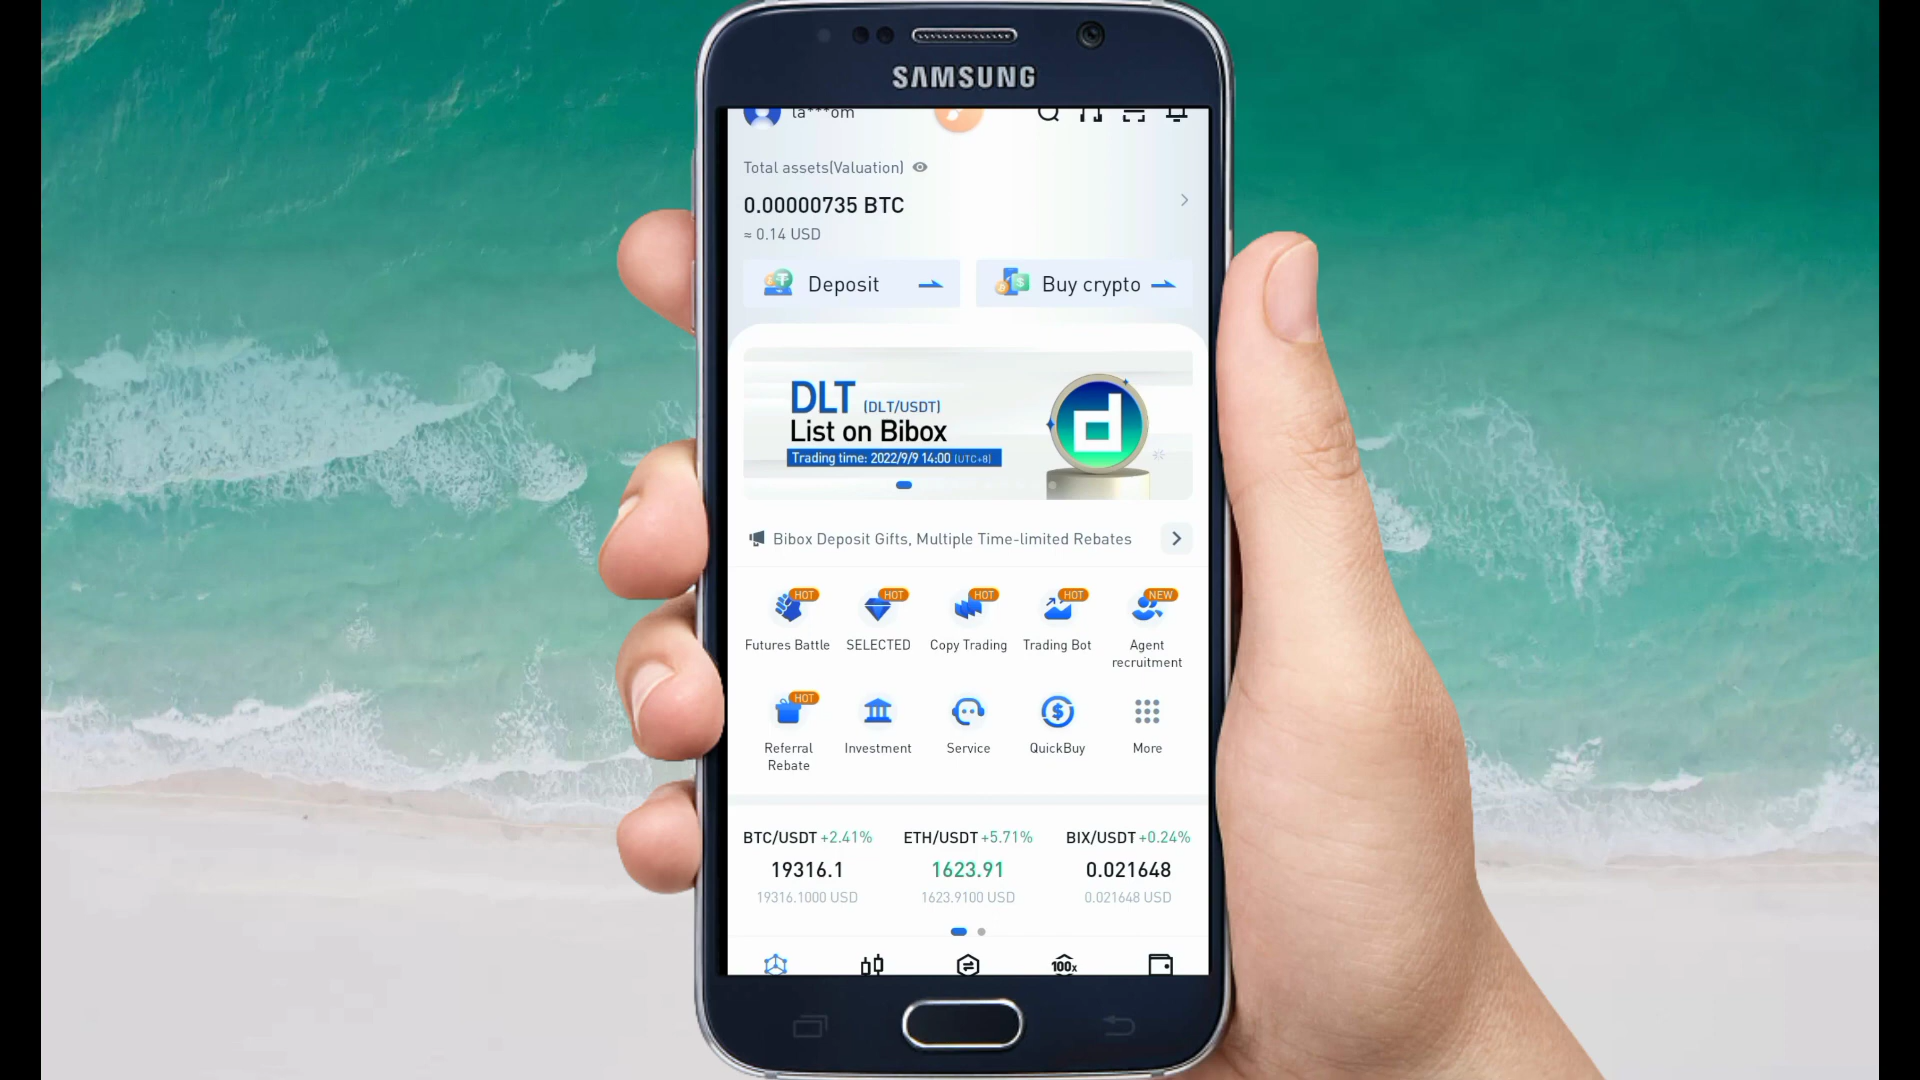 SAMSUNG
la***om
Total assets(Valuation)
0.00000735 BTC
≈ 0.14 USD
Deposit
Buy crypto
DLT (DLT/USDT)
List on Bibox
Trading time: 2022/9/9 14:00 (UTC+8)
Bibox Deposit Gifts, Multiple Time-limited Rebates
HOT HOT HOT HOT NEW
Futures Battle SELECTED Copy Trading Trading Bot Agent
recruitment
HOT
Referral Investment Service QuickBuy More
Rebate
BTC/USDT +2.41% ETH/USDT +5.71% BIX/USDT +0.24%
19316.1 1623.91 0.021648
19316.1000 USD 1623.9100 USD 0.021648 USD
100x